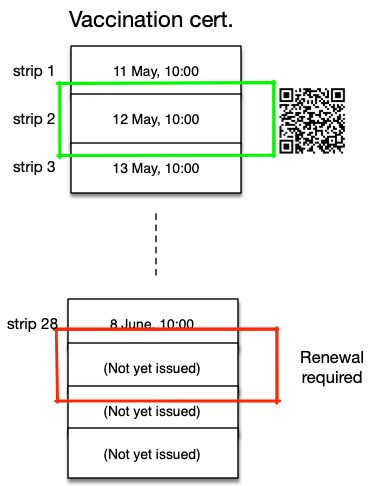 Vaccination cert.
strip 1
11 May, 10:00
strip 2
12 May, 10:00
strip 3
13 May, 10:00
strip 28
8 June, 10:00
(Not yet issued)
Renewal
required
(Not yet issued)
(Not yet issued)